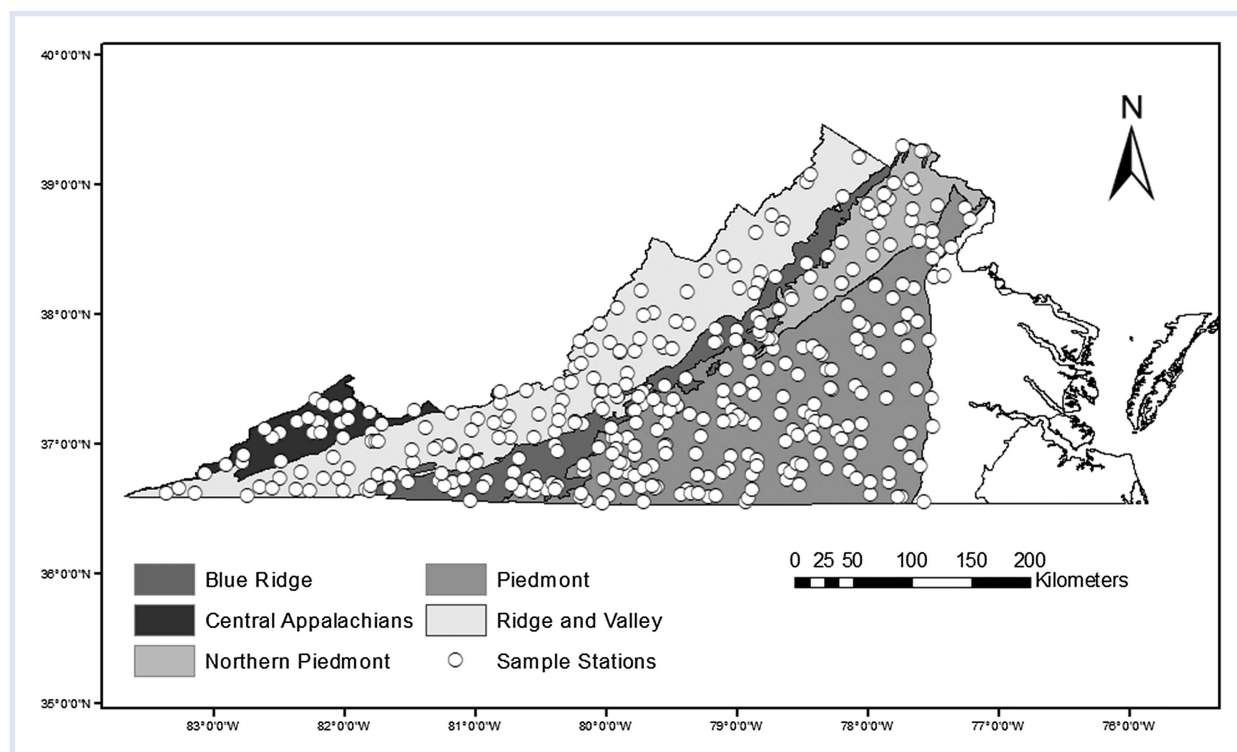 40°0'0"N
39°0'0"N
38°0'0"N
37°0'0"N
36°0'0"N
35°0'0"N
N
0 25 50 100 150 200
Kilometers
Blue Ridge
Piedmont
Central Appalachians
Ridge and Valley
Northern Piedmont
Sample Stations
83°0'0"W 82°0'0"W 81°0'0"W 80°0'0"W 79°0'0"W 78°0'0"W 77°0'0"W 76°0'0"W